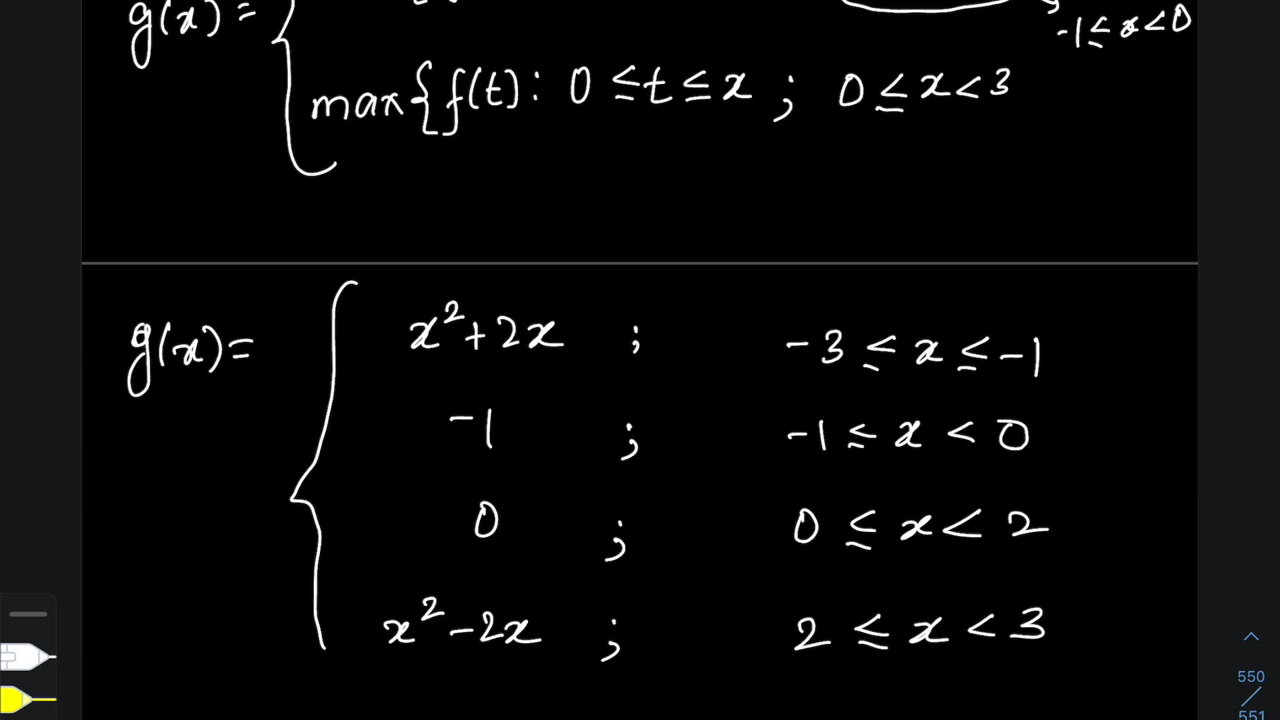 g(x) =
-1 ≤ x < 0
max{f(t) : 0 ≤ t ≤ x ; 0 ≤ x < 3
g(x) =
x² + 2x ; -3 ≤ x ≤ -1
-1 ; -1 ≤ x < 0
0 ; 0 ≤ x < 2
x² - 2x ; 2 ≤ x < 3
550
551